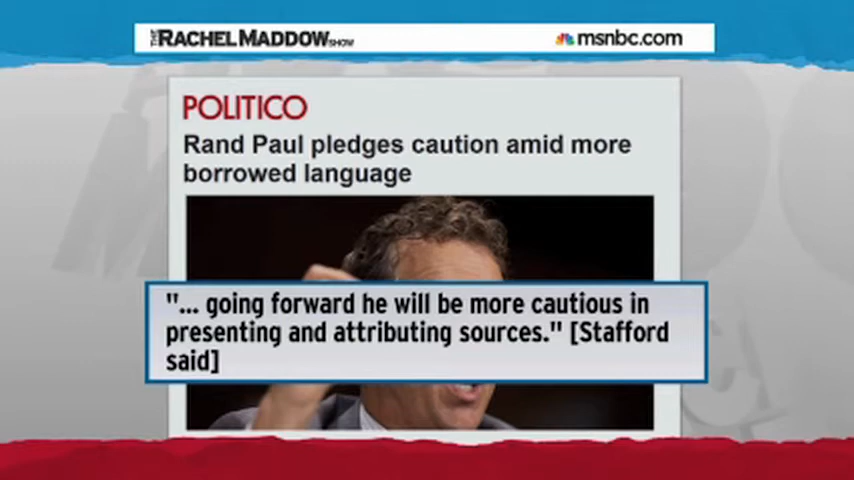 THE RACHEL MADDOW SHOW msnbc.com
POLITICO
Rand Paul pledges caution amid more
borrowed language
"... going forward he will be more cautious in
presenting and attributing sources." [Stafford
said]